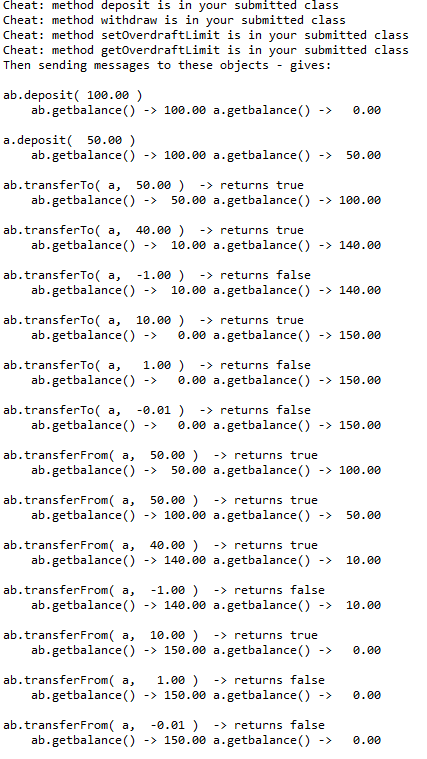 Cheat: method deposit is in your submitted class
Cheat: method withdraw is in your submitted class
Cheat: method setOverdraftLimit is in your submitted class
Cheat: method getOverdraftLimit is in your submitted class
Then sending messages to these objects - gives:

ab.deposit( 100.00 )
    ab.getbalance() -> 100.00 a.getbalance() ->   0.00

a.deposit(  50.00 )
    ab.getbalance() -> 100.00 a.getbalance() ->  50.00

ab.transferTo( a,  50.00 )  -> returns true
    ab.getbalance() ->  50.00 a.getbalance() -> 100.00

ab.transferTo( a,  40.00 )  -> returns true
    ab.getbalance() ->  10.00 a.getbalance() -> 140.00

ab.transferTo( a,  -1.00 )  -> returns false
    ab.getbalance() ->  10.00 a.getbalance() -> 140.00

ab.transferTo( a,  10.00 )  -> returns true
    ab.getbalance() ->   0.00 a.getbalance() -> 150.00

ab.transferTo( a,   1.00 )  -> returns false
    ab.getbalance() ->   0.00 a.getbalance() -> 150.00

ab.transferTo( a,  -0.01 )  -> returns false
    ab.getbalance() ->   0.00 a.getbalance() -> 150.00

ab.transferFrom( a,  50.00 )  -> returns true
    ab.getbalance() ->  50.00 a.getbalance() -> 100.00

ab.transferFrom( a,  50.00 )  -> returns true
    ab.getbalance() -> 100.00 a.getbalance() ->  50.00

ab.transferFrom( a,  40.00 )  -> returns true
    ab.getbalance() -> 140.00 a.getbalance() ->  10.00

ab.transferFrom( a,  -1.00 )  -> returns false
    ab.getbalance() -> 140.00 a.getbalance() ->  10.00

ab.transferFrom( a,  10.00 )  -> returns true
    ab.getbalance() -> 150.00 a.getbalance() ->   0.00

ab.transferFrom( a,   1.00 )  -> returns false
    ab.getbalance() -> 150.00 a.getbalance() ->   0.00

ab.transferFrom( a,  -0.01 )  -> returns false
    ab.getbalance() -> 150.00 a.getbalance() ->   0.00